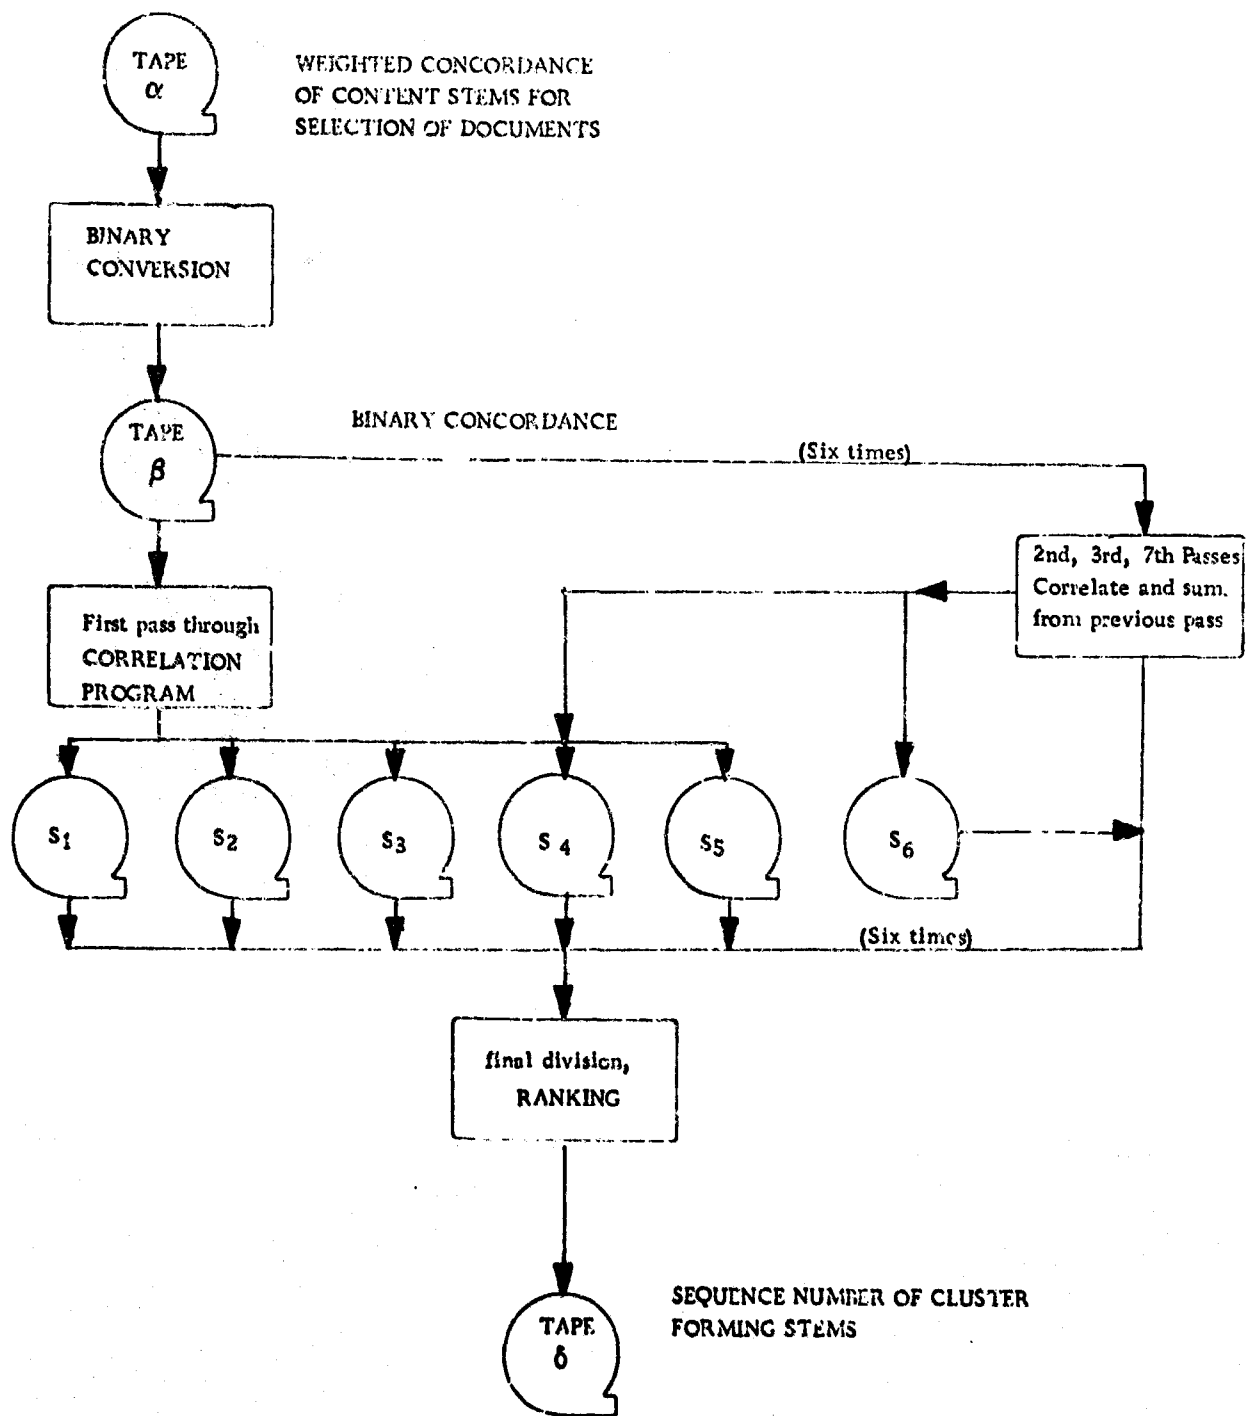 TAPE
α
WEIGHTED CONCORDANCE
OF CONTENT STEMS FOR
SELECTION OF DOCUMENTS
BINARY
CONVERSION
TAPE
β
BINARY CONCORDANCE
(Six times)
2nd, 3rd, 7th Passes
Correlate and sum.
from previous pass
First pass through
CORRELATION
PROGRAM
S1
S2
S3
S4
S5
S6
(Six times)
final division,
RANKING
TAPE
δ
SEQUENCE NUMBER OF CLUSTER
FORMING STEMS